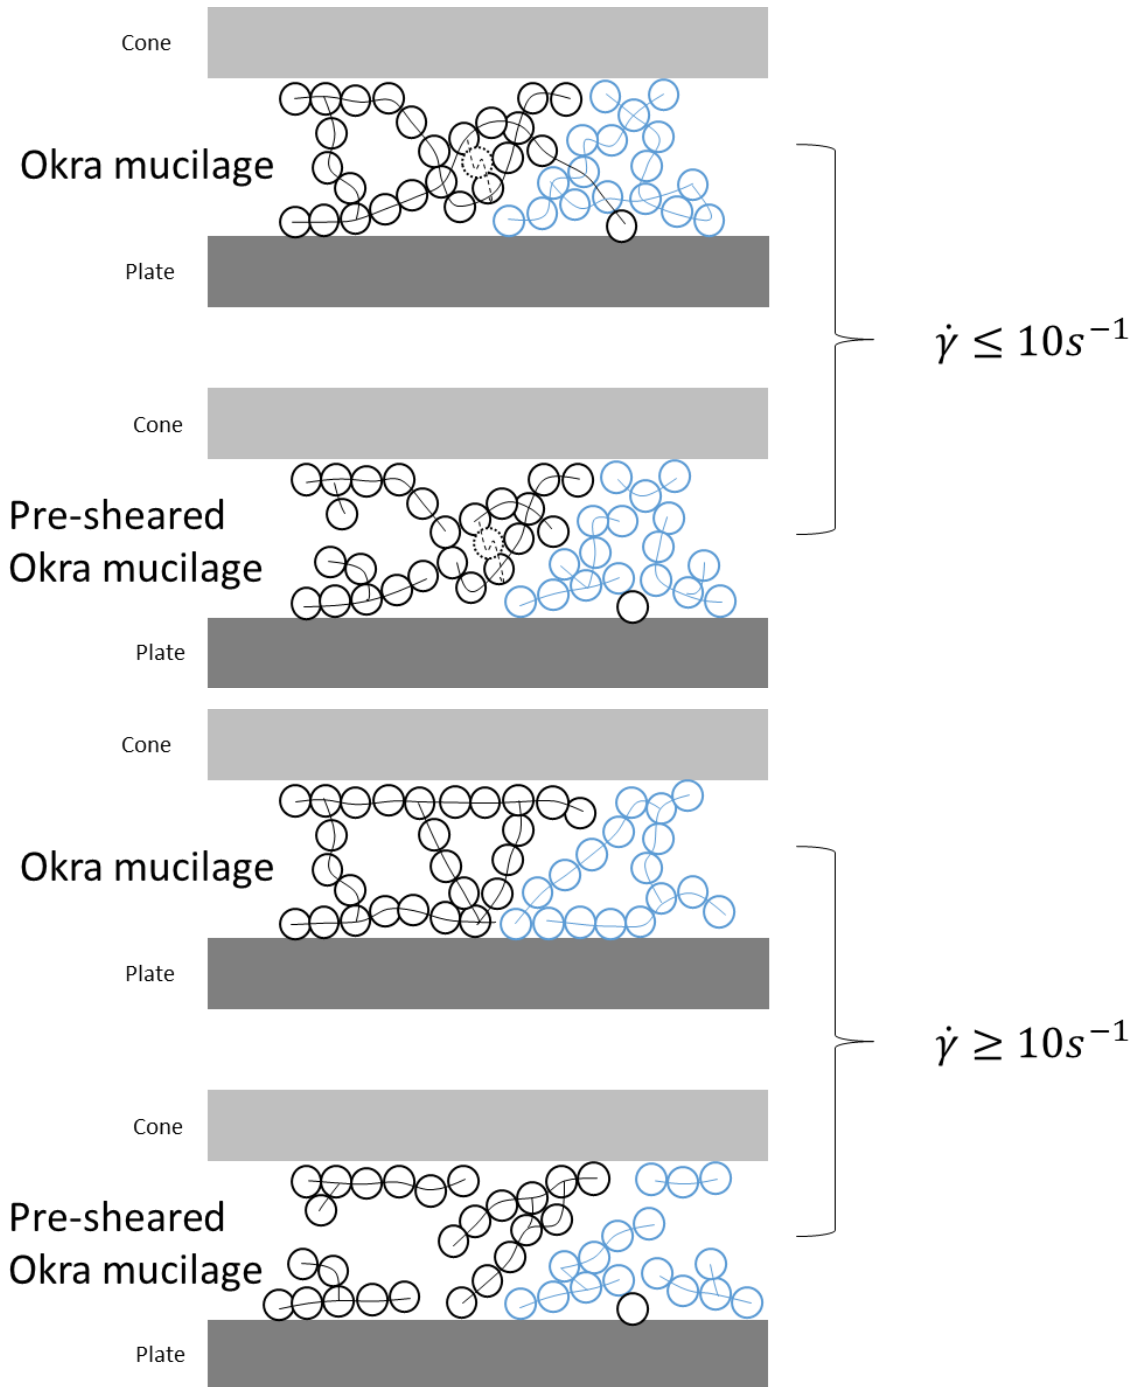 Cone
Okra mucilage
Plate
γ̇ ≤ 10s⁻¹
Cone
Pre-sheared
Okra mucilage
Plate
Cone
Okra mucilage
Plate
γ̇ ≥ 10s⁻¹
Cone
Pre-sheared
Okra mucilage
Plate